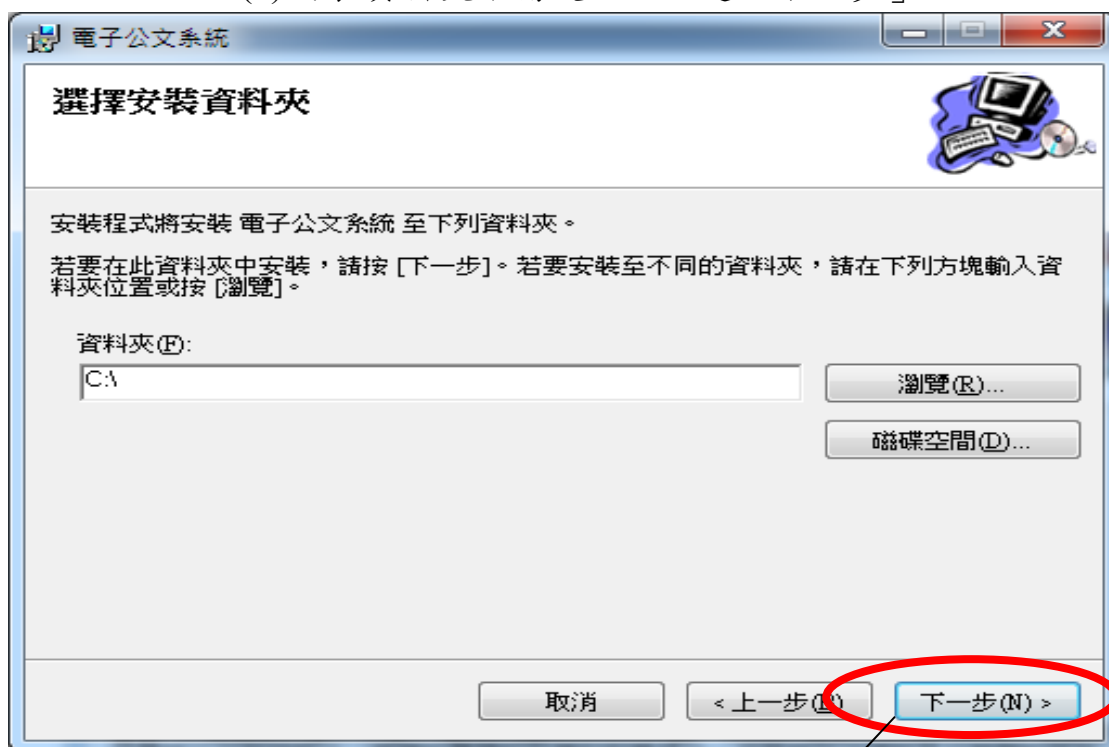 電子公文系統
選擇安裝資料夾
安裝程式將安裝 電子公文系統 至下列資料夾。
若要在此資料夾中安裝，請按 [下一步]。若要安裝至不同的資料夾，請在下列方塊輸入資
料夾位置或按 [瀏覽]。
資料夾(F):
C:\
瀏覽(R)...
磁碟空間(D)...
取消
< 上一步(P)
下一步(N) >